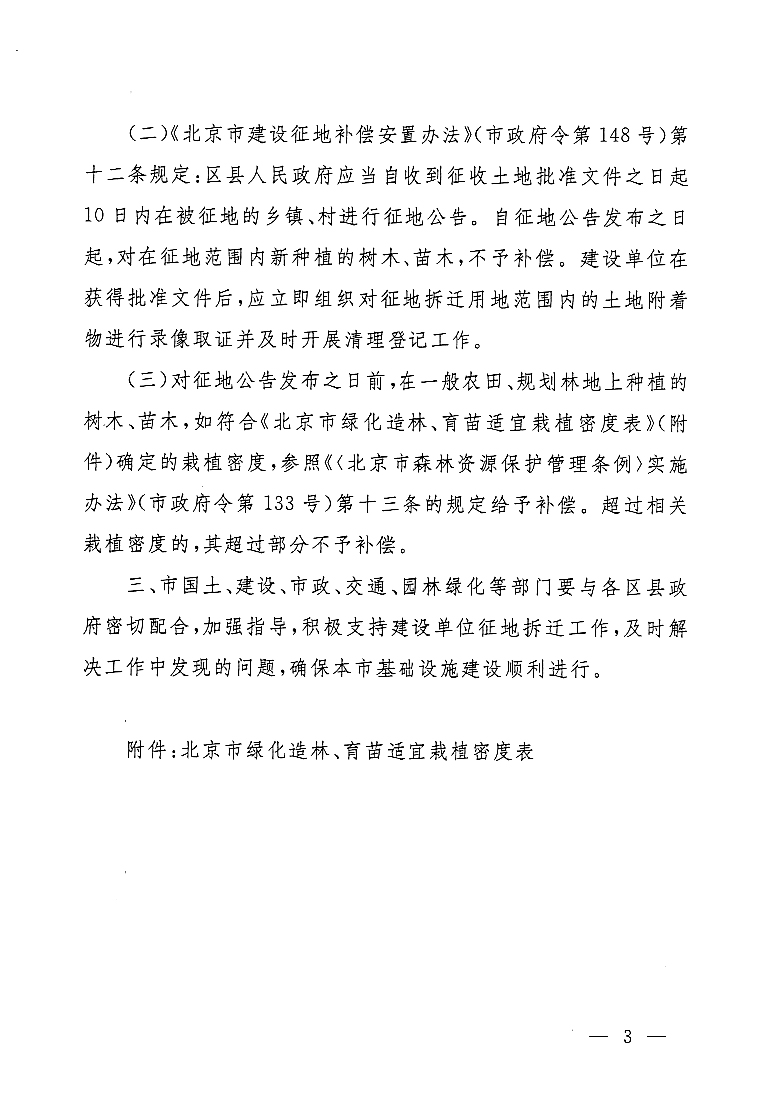 (二)《北京市建设征地补偿安置办法》(市政府令第 148 号)第
十二条规定:区县人民政府应当自收到征收土地批准文件之日起
10 日内在被征地的乡镇、村进行征地公告。自征地公告发布之日
起,对在征地范围内新种植的树木、苗木,不予补偿。建设单位在
获得批准文件后,应立即组织对征地拆迁用地范围内的土地附着
物进行录像取证并及时开展清理登记工作。
(三)对征地公告发布之日前,在一般农田、规划林地上种植的
树木、苗木,如符合《北京市绿化造林、育苗适宜栽植密度表》(附
件)确定的栽植密度,参照《〈北京市森林资源保护管理条例〉实施
办法》(市政府令第 133 号)第十三条的规定给予补偿。超过相关
栽植密度的,其超过部分不予补偿。
三、市国土、建设、市政、交通、园林绿化等部门要与各区县政
府密切配合,加强指导,积极支持建设单位征地拆迁工作,及时解
决工作中发现的问题,确保本市基础设施建设顺利进行。
附件:北京市绿化造林、育苗适宜栽植密度表
— 3 —